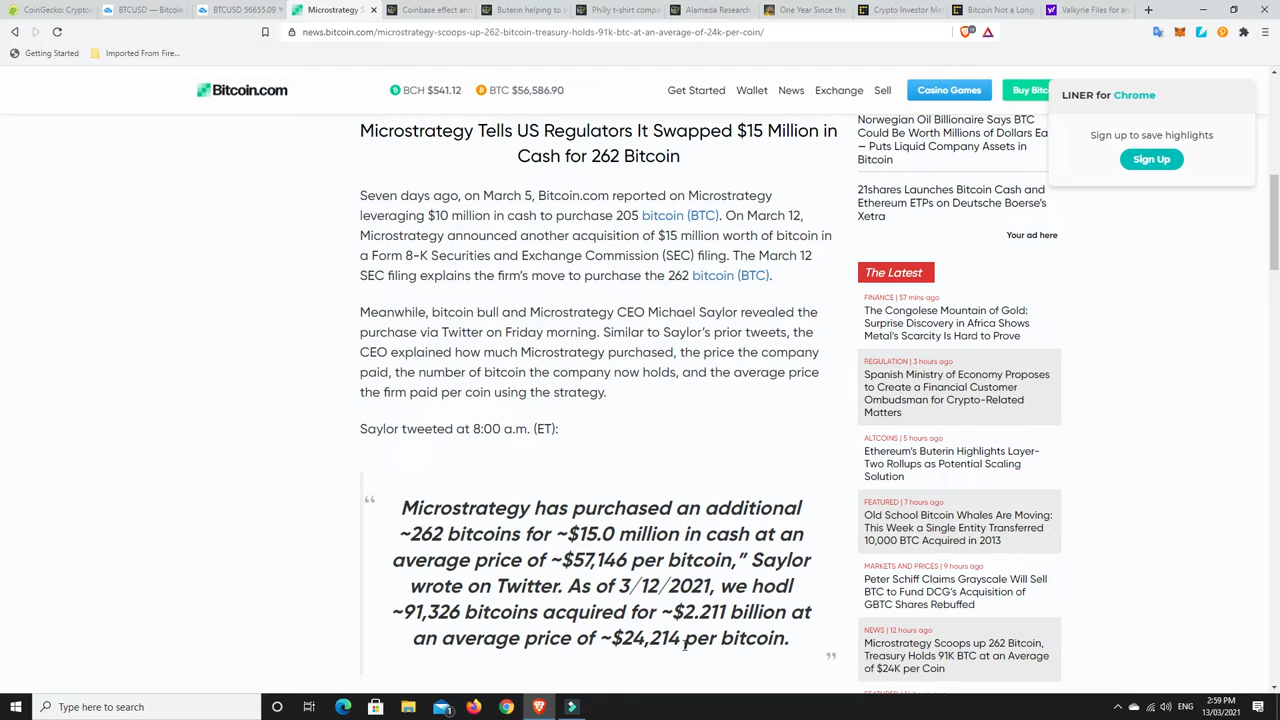 CoinGecko: Crypto
BTCUSD — Bitcoin
BTCUSD 56655.09
Microstrategy S
Coinbase effect and
Buterin helping to
Philly t-shirt compa
Alameda Research
One Year Since the
Crypto Investor Ma
Bitcoin Not a Long
Valkyrie Files for an
news.bitcoin.com/microstrategy-scoops-up-262-bitcoin-treasury-holds-91k-btc-at-an-average-of-24k-per-coin/
Getting Started
Imported From Fire...
Bitcoin.com
BCH $541.12
BTC $56,586.90
Get Started
Wallet
News
Exchange
Sell
Casino Games
Buy Bitc
LINER for Chrome
Sign up to save highlights
Sign Up
Microstrategy Tells US Regulators It Swapped $15 Million in
Cash for 262 Bitcoin
Seven days ago, on March 5, Bitcoin.com reported on Microstrategy
leveraging $10 million in cash to purchase 205 bitcoin (BTC). On March 12,
Microstrategy announced another acquisition of $15 million worth of bitcoin in
a Form 8-K Securities and Exchange Commission (SEC) filing. The March 12
SEC filing explains the firm's move to purchase the 262 bitcoin (BTC).
Meanwhile, bitcoin bull and Microstrategy CEO Michael Saylor revealed the
purchase via Twitter on Friday morning. Similar to Saylor's prior tweets, the
CEO explained how much Microstrategy purchased, the price the company
paid, the number of bitcoin the company now holds, and the average price
the firm paid per coin using the strategy.
Saylor tweeted at 8:00 a.m. (ET):
“
Microstrategy has purchased an additional
~262 bitcoins for ~$15.0 million in cash at an
average price of ~$57,146 per bitcoin,” Saylor
wrote on Twitter. As of 3/12/2021, we hodl
~91,326 bitcoins acquired for ~$2.211 billion at
an average price of ~$24,214 per bitcoin.
”
Norwegian Oil Billionaire Says BTC
Could Be Worth Millions of Dollars Ea
— Puts Liquid Company Assets in
Bitcoin
21shares Launches Bitcoin Cash and
Ethereum ETPs on Deutsche Boerse's
Xetra
Your ad here
The Latest
FINANCE | 57 mins ago
The Congolese Mountain of Gold:
Surprise Discovery in Africa Shows
Metal's Scarcity Is Hard to Prove
REGULATION | 3 hours ago
Spanish Ministry of Economy Proposes
to Create a Financial Customer
Ombudsman for Crypto-Related
Matters
ALTCOINS | 5 hours ago
Ethereum's Buterin Highlights Layer-
Two Rollups as Potential Scaling
Solution
FEATURED | 7 hours ago
Old School Bitcoin Whales Are Moving:
This Week a Single Entity Transferred
10,000 BTC Acquired in 2013
MARKETS AND PRICES | 9 hours ago
Peter Schiff Claims Grayscale Will Sell
BTC to Fund DCG's Acquisition of
GBTC Shares Rebuffed
NEWS | 12 hours ago
Microstrategy Scoops up 262 Bitcoin,
Treasury Holds 91K BTC at an Average
of $24K per Coin
Type here to search
ENG
2:59 PM
13/03/2021